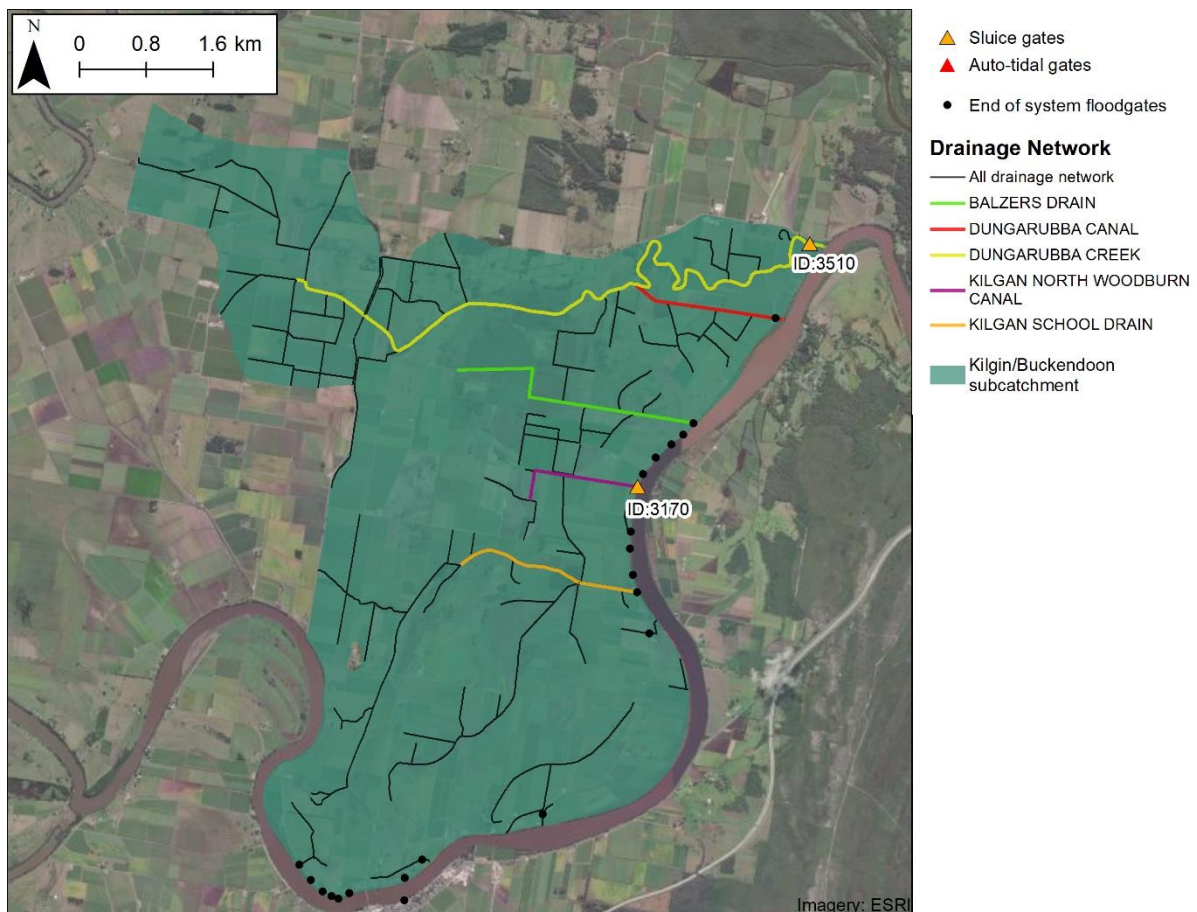 N
0 0.8 1.6 km
ID:3510
ID:3170
Imagery: ESRI
Sluice gates
Auto-tidal gates
End of system floodgates
Drainage Network
All drainage network
BALZERS DRAIN
DUNGARUBBA CANAL
DUNGARUBBA CREEK
KILGAN NORTH WOODBURN
CANAL
KILGAN SCHOOL DRAIN
Kilgin/Buckendoon
subcatchment